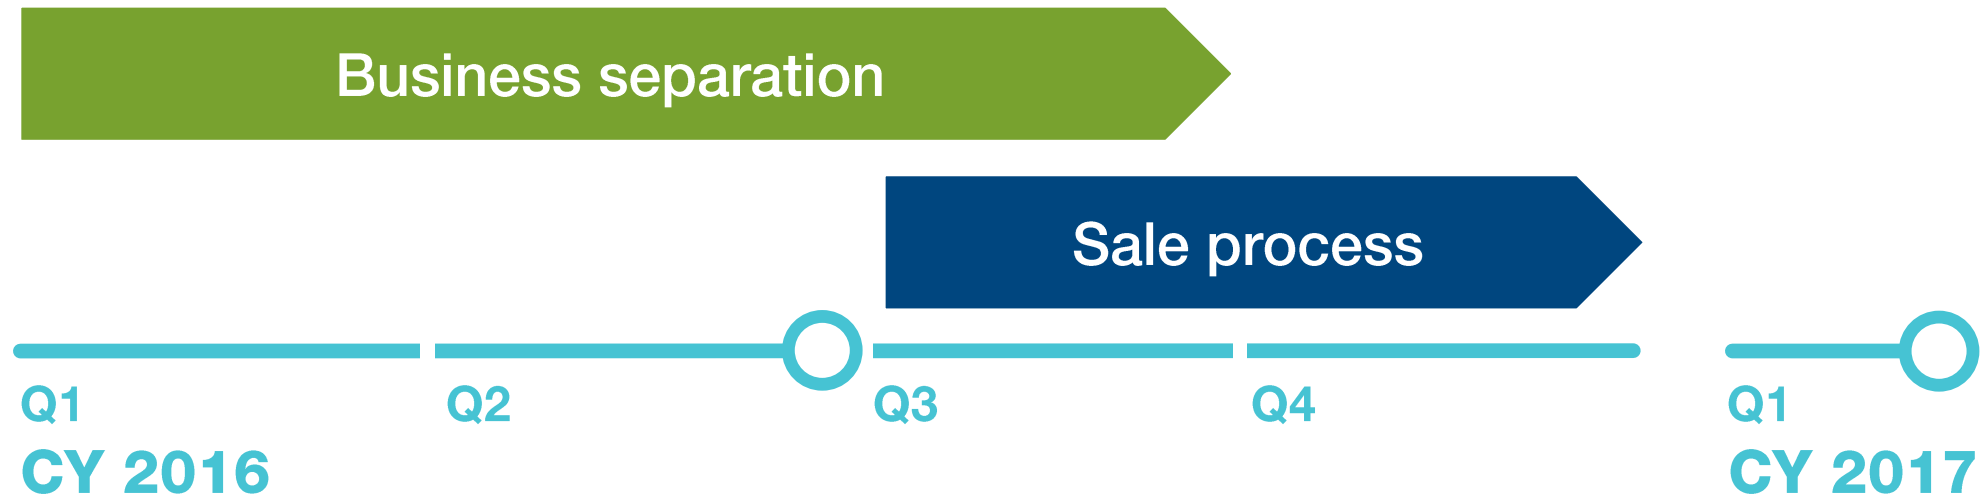 Business separation
Sale process
Q1 Q2 Q3 Q4 Q1
CY 2016 CY 2017